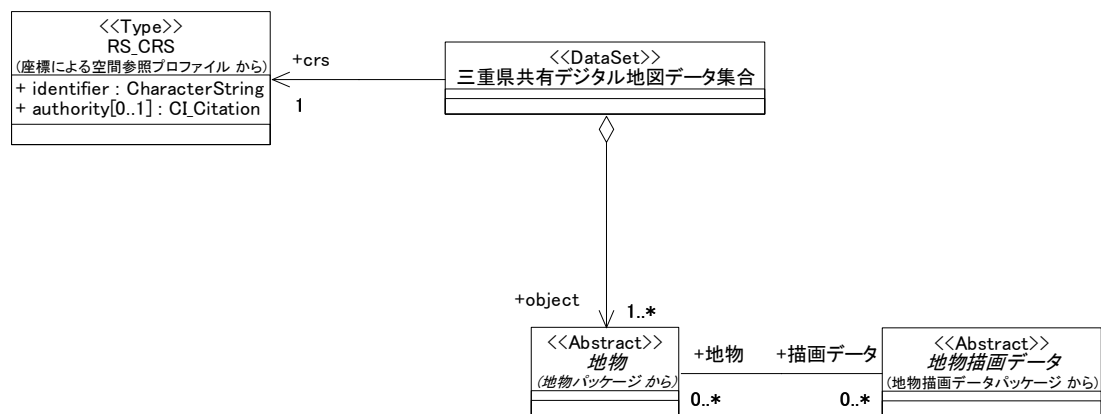 <<Type>>
RS_CRS
(座標による空間参照プロファイル から)
+ identifier : CharacterString
+ authority[0..1] : CI_Citation
+crs
1
<<DataSet>>
三重県共有デジタル地図データ集合
+object
1..*
<<Abstract>>
地物
(地物パッケージ から)
+地物
0..*
+描画データ
0..*
<<Abstract>>
地物描画データ
(地物描画データパッケージ から)